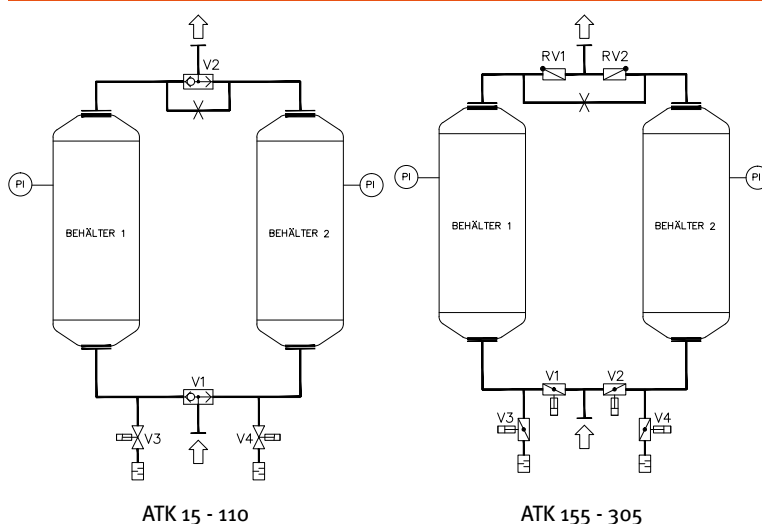 V2
PI
BEHÄLTER 1
BEHÄLTER 2
PI
V1
V3
V4
ATK 15 - 110
RV1
RV2
PI
BEHÄLTER 1
BEHÄLTER 2
PI
V1
V2
V3
V4
ATK 155 - 305